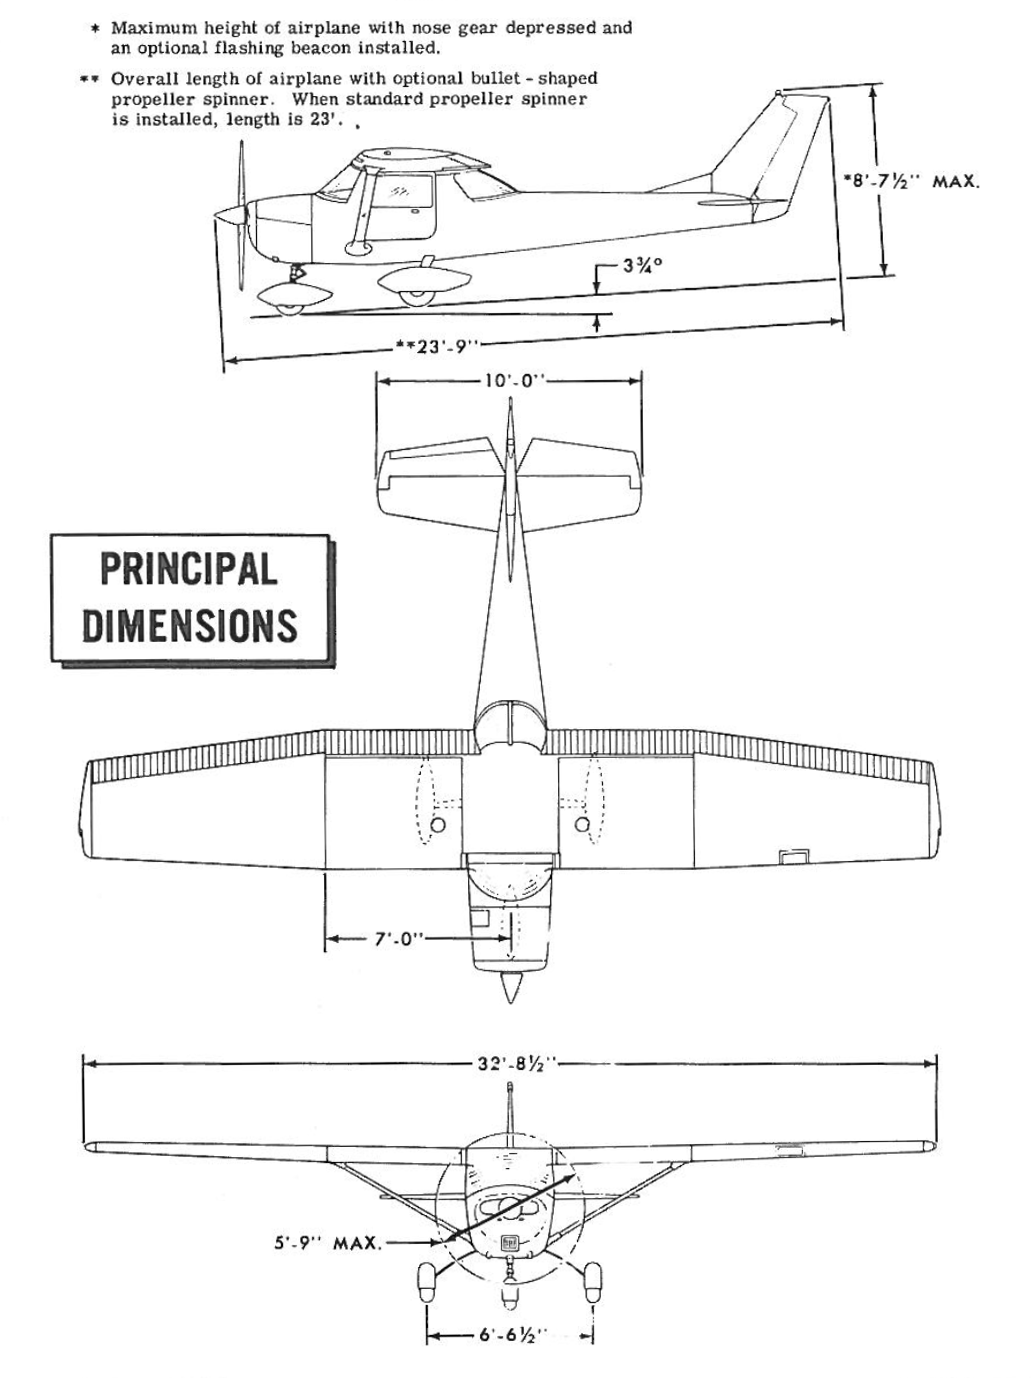 * Maximum height of airplane with nose gear depressed and
an optional flashing beacon installed.
** Overall length of airplane with optional bullet - shaped
propeller spinner. When standard propeller spinner
is installed, length is 23'.
*8'-7½" MAX.
3¾°
**23'-9"
10'-0"
PRINCIPAL
DIMENSIONS
7'-0"
32'-8½"
5'-9" MAX.
6'-6½"